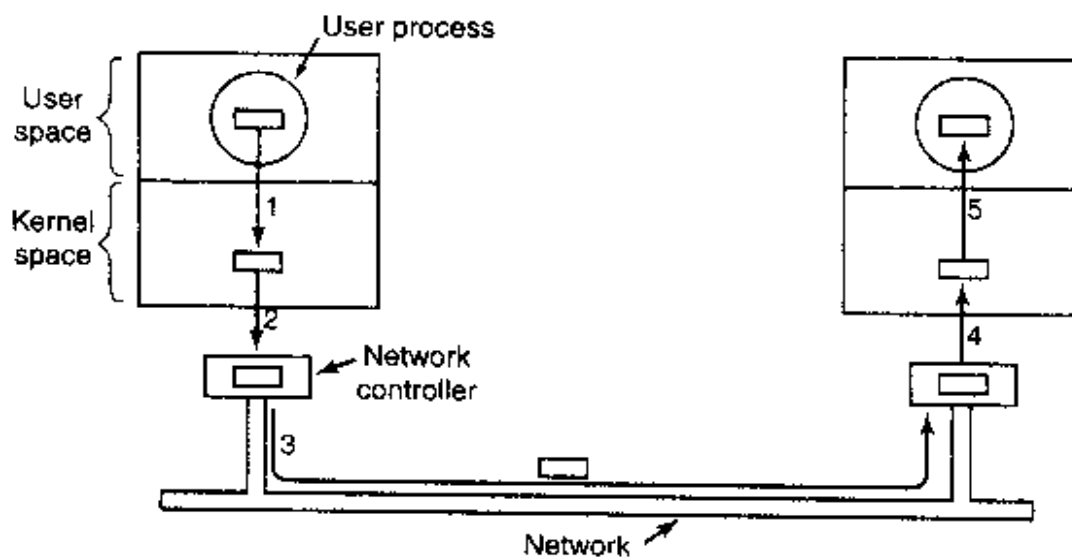 User process
User
space
1
5
Kernel
space
2
4
Network
controller
3
Network